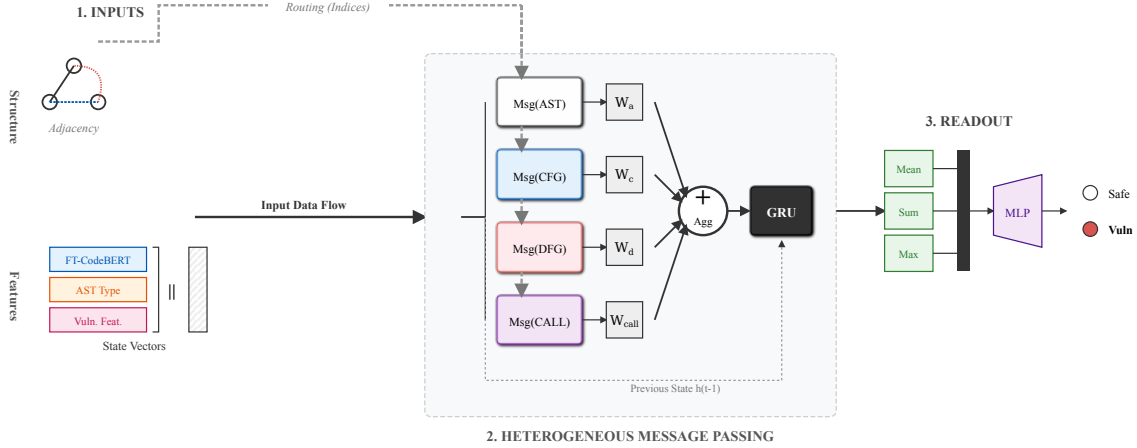 1. INPUTS
Routing (Indices)
Structure
Adjacency
Features
FT-CodeBERT
AST Type
Vuln. Feat.
||
State Vectors
Input Data Flow
Msg(AST)
Wa
Msg(CFG)
Wc
Msg(DFG)
Wd
Msg(CALL)
Wcall
+
Agg
GRU
Previous State h(t-1)
2. HETEROGENEOUS MESSAGE PASSING
3. READOUT
Mean
Sum
Max
MLP
Safe
Vuln